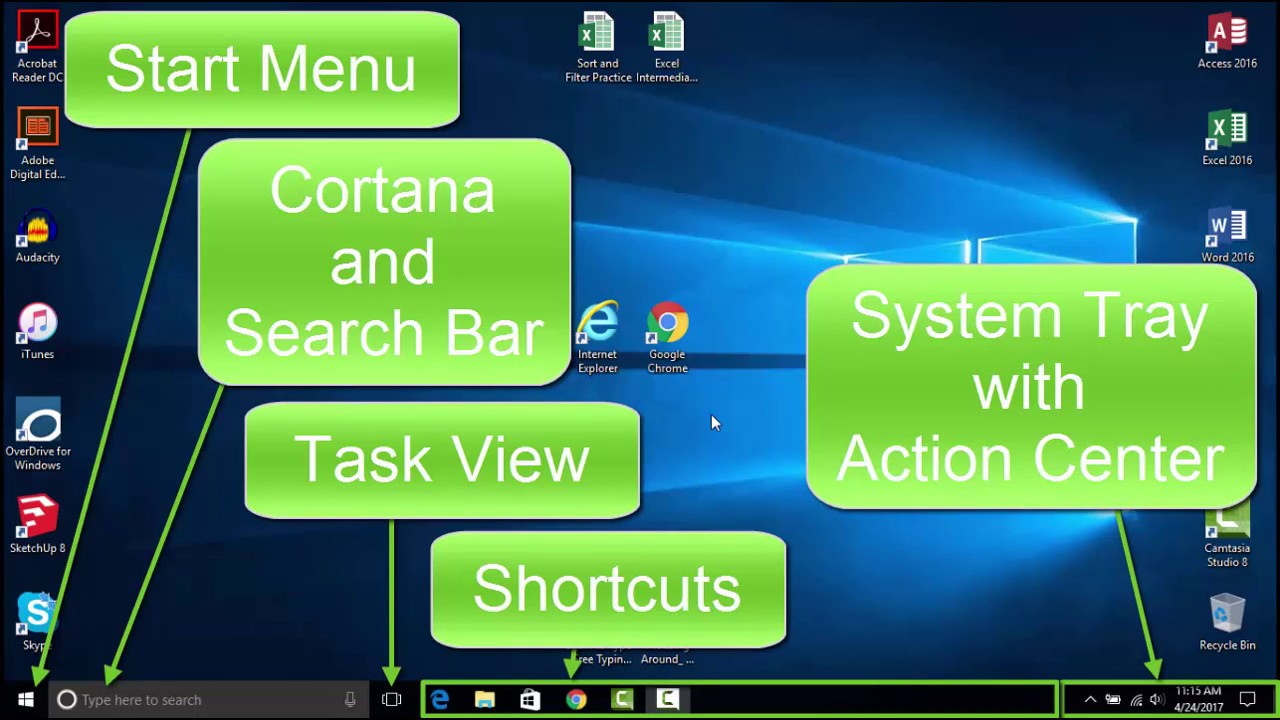 Acrobat
Reader DC
Start Menu
Sort and
Filter Practice
Excel
Intermedia...
Access 2016
Adobe
Digital Ed...
Cortana
and
Search Bar
Excel 2016
Audacity
Word 2016
iTunes
Internet
Explorer
Google
Chrome
System Tray
with
Action Center
OverDrive for
Windows
Task View
SketchUp 8
Shortcuts
Camtasia
Studio 8
Skype
ree Typin...
Around_ ...
Recycle Bin
Type here to search
11:15 AM
4/24/2017